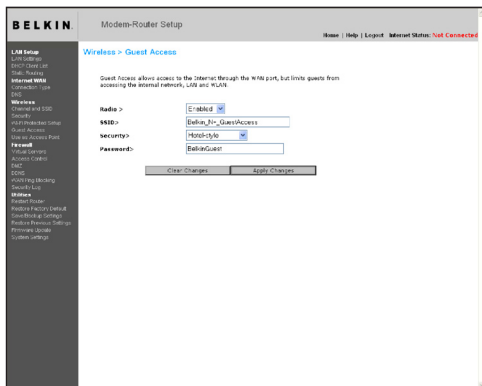 BELKIN.
Modem-Router Setup
Home | Help | Logout Internet Status: Not Connected
LAN Setup
LAN Settings
DHCP Client List
Static Routing
Internet WAN
Connection Type
DNS
Wireless
Channel and SSID
Security
Wi-Fi Protected Setup
Guest Access
Use as Access Point
Firewall
Virtual Servers
Access Control
DMZ
DDNS
WAN Ping Blocking
Security Log
Utilities
Restart Router
Restore Factory Default
Save/Backup Settings
Restore Previous Settings
Firmware Update
System Settings
Wireless > Guest Access
Guest Access allows access to the Internet through the WAN port, but limits guests from
accessing the internal network, LAN and WLAN.
Radio > Enabled
SSID> Belkin_N+_GuestAccess
Security> Hotel-style
Password> BelkinGuest
Clear Changes Apply Changes